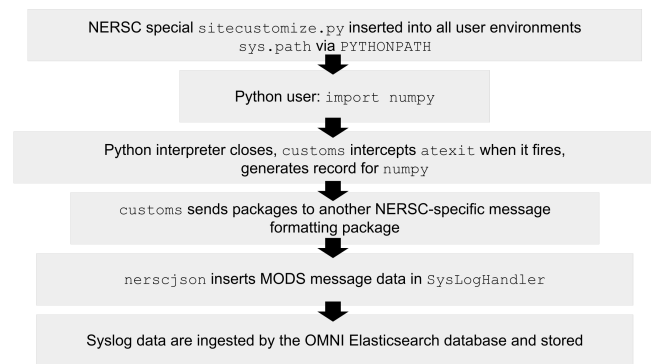 NERSC special sitecustomize.py inserted into all user environments
sys.path via PYTHONPATH
Python user: import numpy
Python interpreter closes, customs intercepts atexit when it fires,
generates record for numpy
customs sends packages to another NERSC-specific message
formatting package
nerscjson inserts MODS message data in SysLogHandler
Syslog data are ingested by the OMNI Elasticsearch database and stored